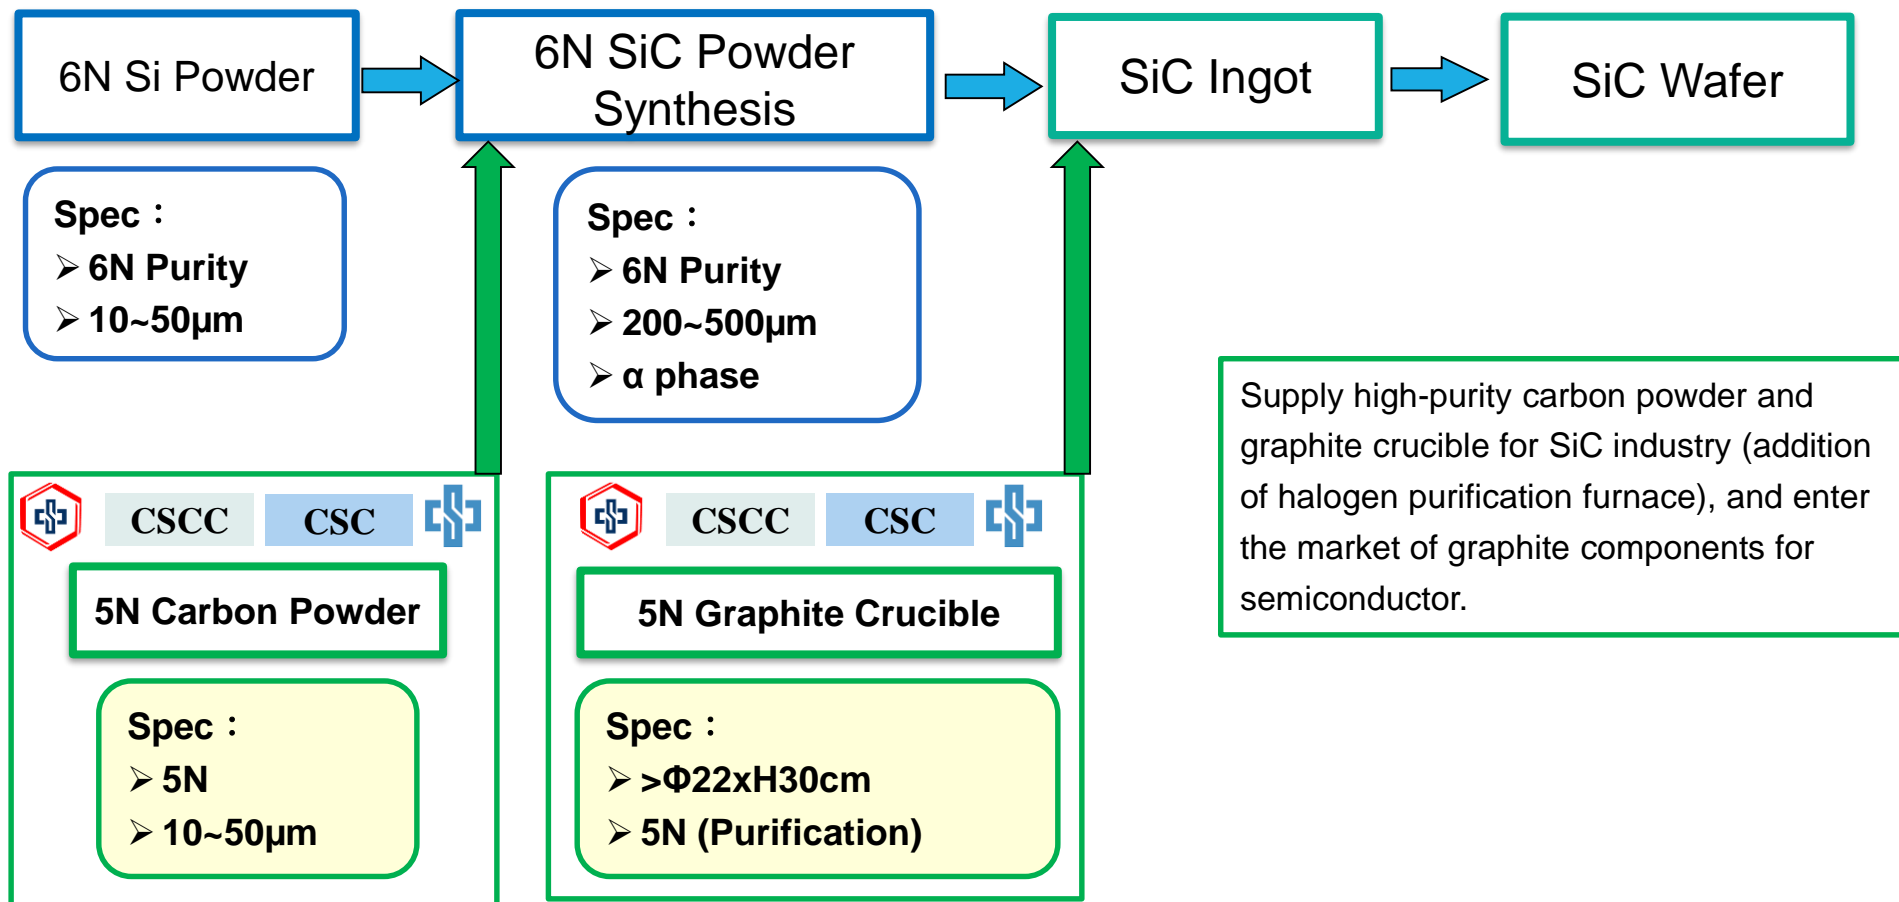 6N Si Powder
6N SiC Powder
Synthesis
SiC Ingot
SiC Wafer
Spec：
➢ 6N Purity
➢ 10~50µm
Spec：
➢ 6N Purity
➢ 200~500µm
➢ α phase
Supply high-purity carbon powder and
graphite crucible for SiC industry (addition
of halogen purification furnace), and enter
the market of graphite components for
semiconductor.
CSCC
CSC
5N Carbon Powder
Spec：
➢ 5N
➢ 10~50µm
CSCC
CSC
5N Graphite Crucible
Spec：
➢ >Φ22xH30cm
➢ 5N (Purification)